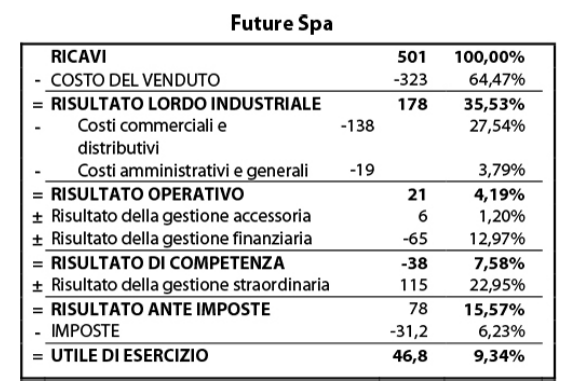 Future Spa
RICAVI 501 100,00%
- COSTO DEL VENDUTO -323 64,47%
= RISULTATO LORDO INDUSTRIALE 178 35,53%
- Costi commerciali e -138 27,54%
distributivi
- Costi amministrativi e generali -19 3,79%
= RISULTATO OPERATIVO 21 4,19%
± Risultato della gestione accessoria 6 1,20%
± Risultato della gestione finanziaria -65 12,97%
= RISULTATO DI COMPETENZA -38 7,58%
± Risultato della gestione straordinaria 115 22,95%
= RISULTATO ANTE IMPOSTE 78 15,57%
- IMPOSTE -31,2 6,23%
= UTILE DI ESERCIZIO 46,8 9,34%